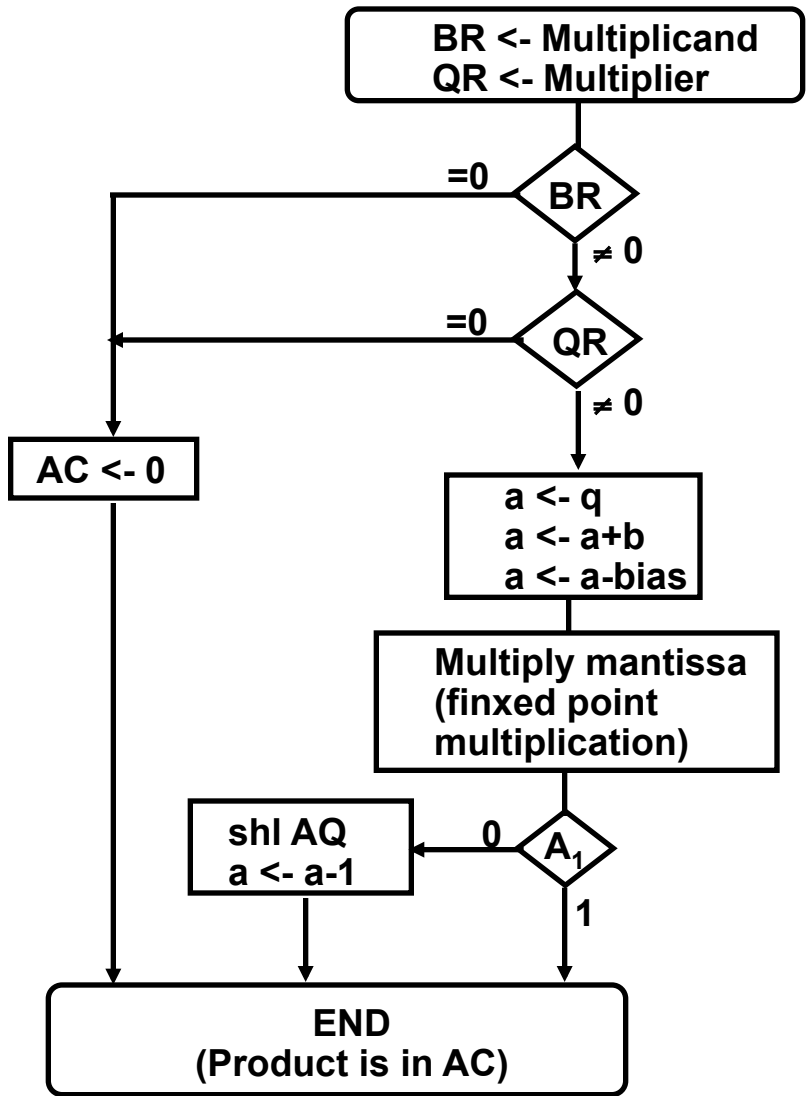 BR <- Multiplicand
QR <- Multiplier
=0
BR
≠ 0
=0
QR
≠ 0
AC <- 0
a <- q
a <- a+b
a <- a-bias
Multiply mantissa
(finxed point
multiplication)
shl AQ
a <- a-1
0
A₁
1
END
(Product is in AC)